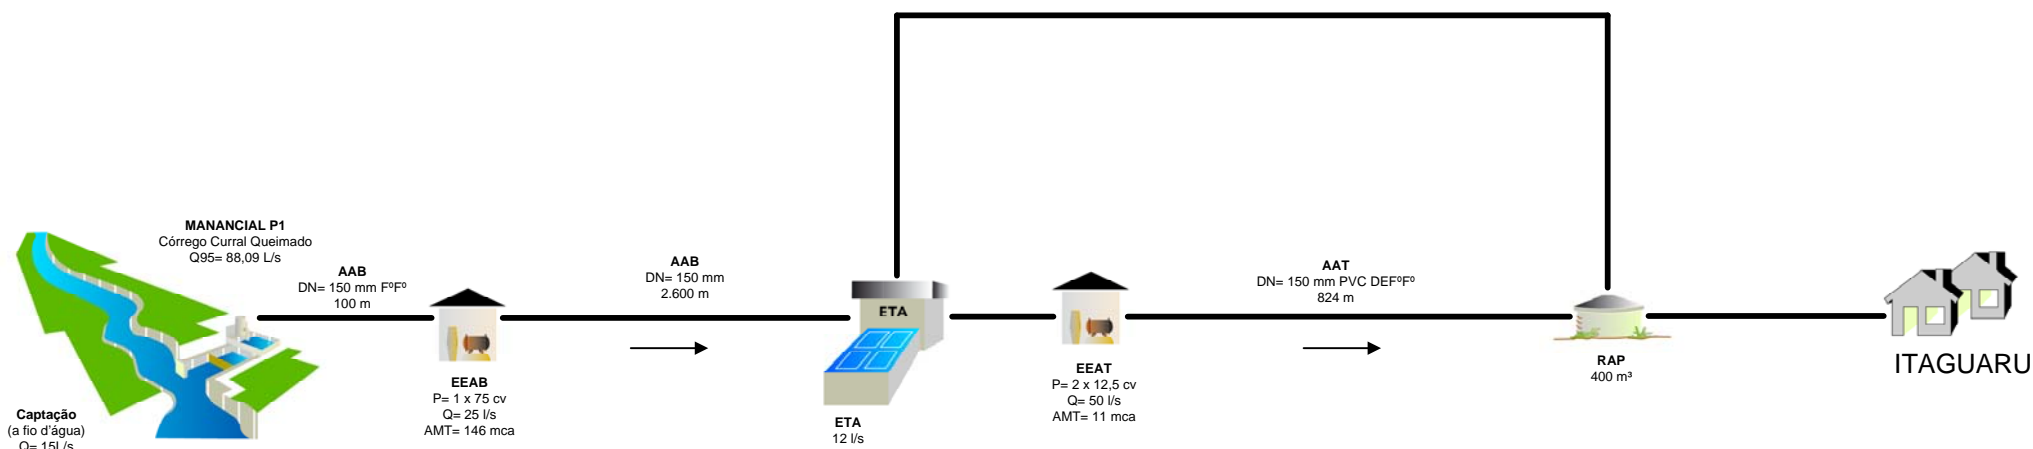 MANANCIAL P1
Córrego Curral Queimado
Q95= 88,09 L/s
AAB
DN= 150 mm FºFº
100 m
AAB
DN= 150 mm
2.600 m
AAT
DN= 150 mm PVC DEFºFº
824 m
ETA
EEAB
P= 1 x 75 cv
Q= 25 l/s
AMT= 146 mca
EEAT
P= 2 x 12,5 cv
Q= 50 l/s
AMT= 11 mca
RAP
400 m³
ITAGUARU
Captação
(a fio d'água)
Q= 15L/s
ETA
12 l/s